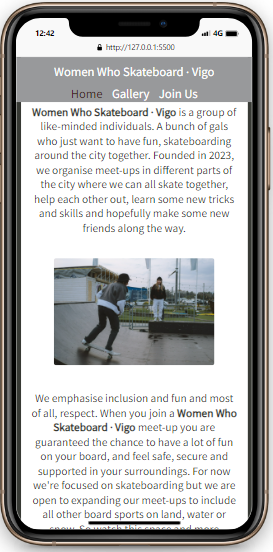 12:42
4G
http://127.0.0.1:5500
Women Who Skateboard · Vigo
Home Gallery Join Us
Women Who Skateboard · Vigo is a group of
like-minded individuals. A bunch of gals
who just want to have fun, skateboarding
around the city together. Founded in 2023,
we organise meet-ups in different parts of
the city where we can all skate together,
help each other out, learn some new tricks
and skills and hopefully make some new
friends along the way.
We emphasise inclusion and fun and most
of all, respect. When you join a Women Who
Skateboard · Vigo meet-up you are
guaranteed the chance to have a lot of fun
on your board, and feel safe, secure and
supported in your surroundings. For now
we're focused on skateboarding but we are
open to expanding our meet-ups to include
all other board sports on land, water or
snow. So watch this space and more